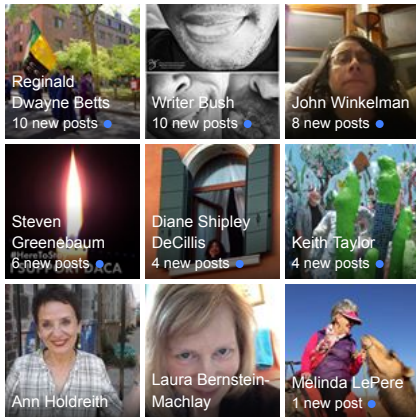 Reginald
Dwayne Betts
10 new posts
Writer Bush
10 new posts
John Winkelman
8 new posts
Steven
Greenebaum
6 new posts
DACA
Diane Shipley
DeCillis
4 new posts
Keith Taylor
4 new posts
Ann Holdreith
Laura Bernstein-
Machlay
Melinda LePere
1 new post